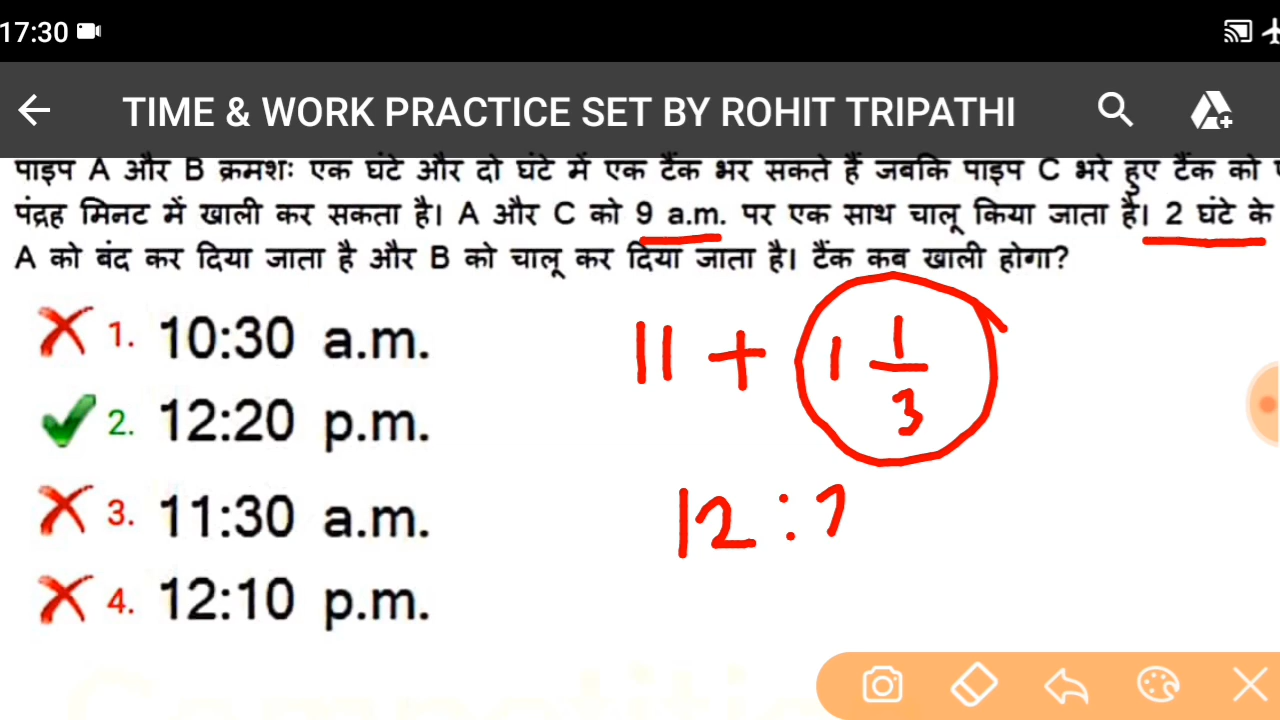 17:30
TIME & WORK PRACTICE SET BY ROHIT TRIPATHI
पाइप A और B क्रमशः एक घंटे और दो घंटे में एक टैंक भर सकते हैं जबकि पाइप C भरे हुए टैंक को
पंद्रह मिनट में खाली कर सकता है। A और C को 9 a.m. पर एक साथ चालू किया जाता है। 2 घंटे के
A को बंद कर दिया जाता है और B को चालू कर दिया जाता है। टैंक कब खाली होगा?
1. 10:30 a.m.
2. 12:20 p.m.
3. 11:30 a.m.
4. 12:10 p.m.
11 + 1 1/3
12 : 2